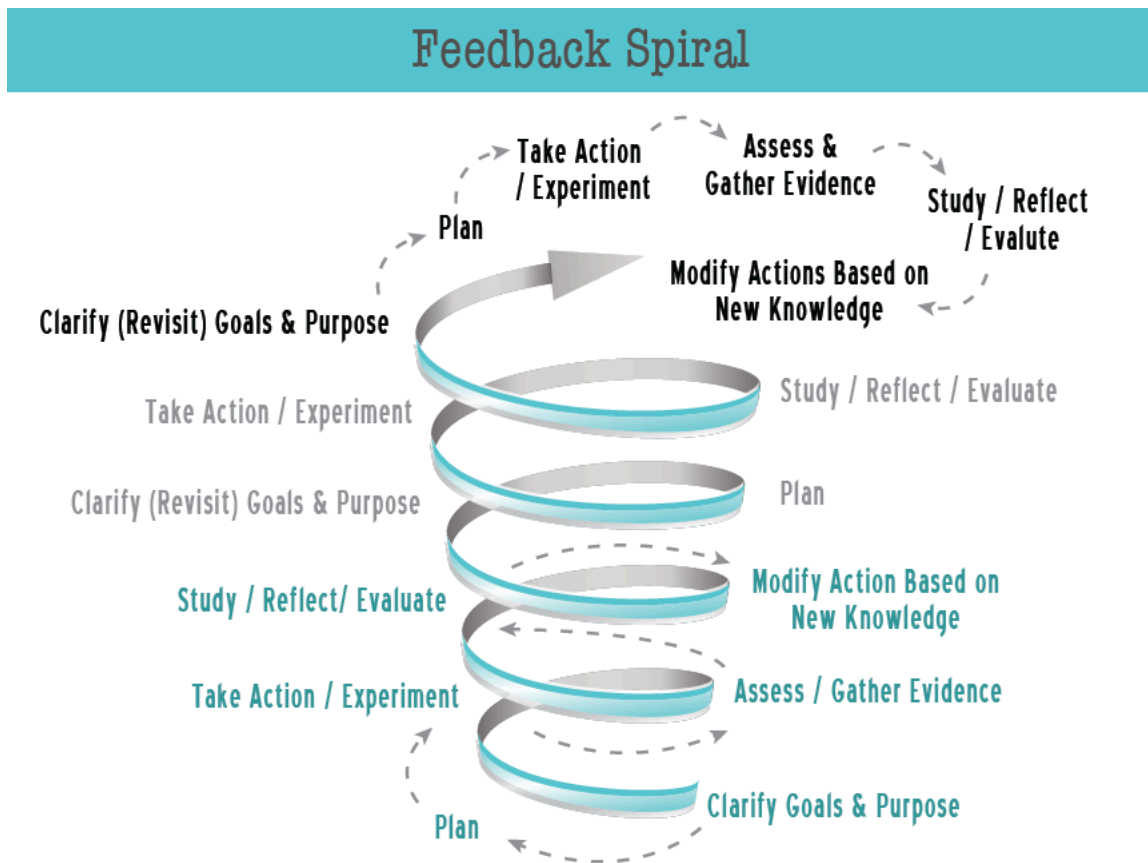 Feedback Spiral
Take Action
/ Experiment
Assess &
Gather Evidence
Study / Reflect
/ Evalute
Plan
Modify Actions Based on
New Knowledge
Clarify (Revisit) Goals & Purpose
Study / Reflect / Evaluate
Take Action / Experiment
Clarify (Revisit) Goals & Purpose
Plan
Study / Reflect/ Evaluate
Modify Action Based on
New Knowledge
Take Action / Experiment
Assess / Gather Evidence
Clarify Goals & Purpose
Plan